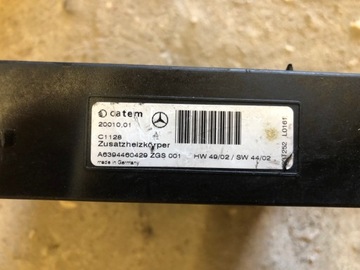 catem
20010.01
C1128
Zusatzheizkörper
A6394460429 ZGS 001 HW 49/02 / SW 44/02
made in Germany
L0161